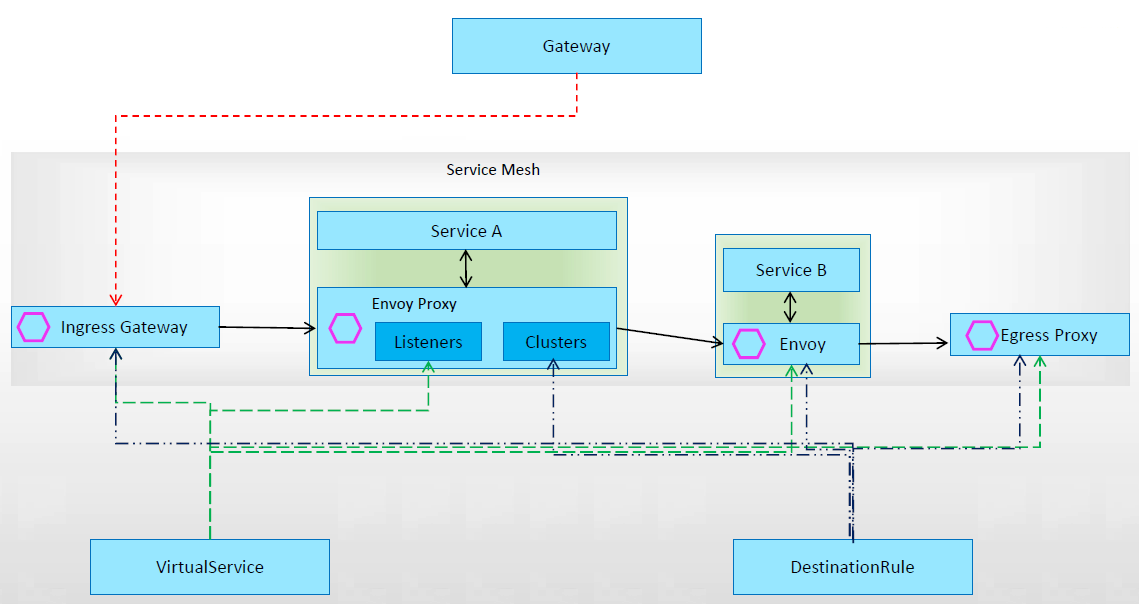 Gateway
Service Mesh
Service A
Service B
Envoy Proxy
Ingress Gateway
Listeners
Clusters
Envoy
Egress Proxy
VirtualService
DestinationRule